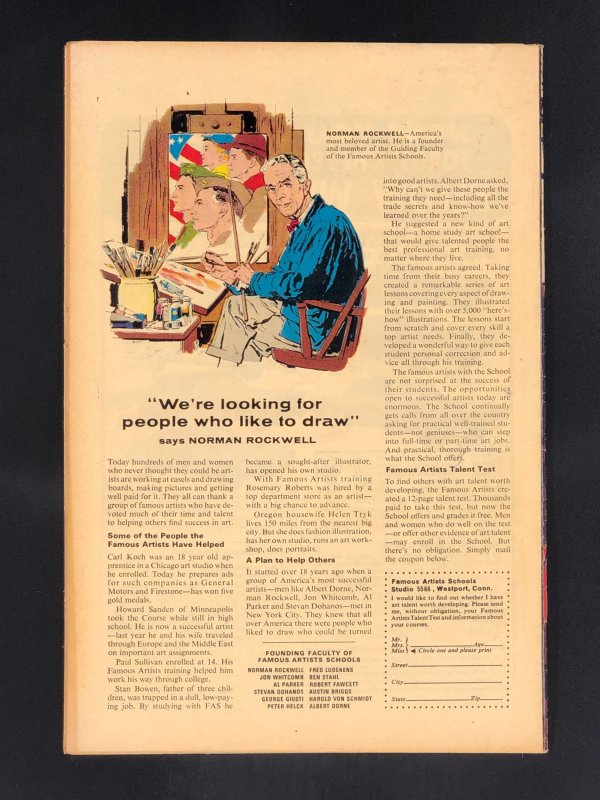 NORMAN ROCKWELL—America's
most beloved artist. He is a founder
and member of the Guiding Faculty
of the Famous Artists Schools.
"We're looking for
people who like to draw"
says NORMAN ROCKWELL
Today hundreds of men and women
who never thought they could be art-
ists are working at easels and drawing
boards, making pictures and getting
well paid for it. They all can thank a
group of famous artists who have de-
voted much of their time and talent
to helping others find success in art.
Some of the People the
Famous Artists Have Helped
Carl Koch was an 18 year old ap-
prentice in a Chicago art studio when
he enrolled. Today he prepares ads
for such companies as General
Motors and Firestone—has won five
gold medals.
Howard Sanden of Minneapolis
took the Course while still in high
school. He is now a successful artist
—last year he and his wife traveled
through Europe and the Middle East
on important art assignments.
Paul Sullivan enrolled at 14. His
Famous Artists training helped him
work his way through college.
Stan Bowen, father of three chil-
dren, was trapped in a dull, low-pay-
ing job. By studying with FAS he
became a sought-after illustrator,
has opened his own studio.
With Famous Artists training
Rosemary Roberts was hired by a
top department store as an artist—
with a big chance to advance.
Oregon housewife Helen Tryk
lives 150 miles from the nearest big
city. But she does fashion illustration,
has her own studio, runs an art work-
shop, does portraits.
A Plan to Help Others
It started over 18 years ago when a
group of America's most successful
artists—men like Albert Dorne, Nor-
man Rockwell, Jon Whitcomb, Al
Parker and Stevan Dohanos—met in
New York City. They knew that all
over America there were people who
liked to draw who could be turned
FOUNDING FACULTY OF
FAMOUS ARTISTS SCHOOLS
NORMAN ROCKWELL FRED LUDEKENS
JON WHITCOMB BEN STAHL
AL PARKER ROBERT FAWCETT
STEVAN DOHANOS AUSTIN BRIGGS
GEORGE GIUSTI HAROLD VON SCHMIDT
PETER HELCK ALBERT DORNE
into good artists. Albert Dorne asked,
"Why can't we give these people the
training they need—including all the
trade secrets and know-how we've
learned over the years?"
He suggested a new kind of art
school—a home study art school—
that would give talented people the
best professional art training, no
matter where they live.
The famous artists agreed. Taking
time from their busy careers, they
created a remarkable series of art
lessons covering every aspect of draw-
ing and painting. They illustrated
their lessons with over 5,000 "here's-
how" illustrations. The lessons start
from scratch and cover every skill a
top artist needs. Finally, they de-
veloped a wonderful way to give each
student personal correction and ad-
vice all through his training.
The famous artists with the School
are not surprised at the success of
their students. The opportunities
open to successful artists today are
enormous. The School continually
gets calls from all over the country
asking for practical well-trained stu-
dents—not geniuses—who can step
into full-time or part-time art jobs.
And practical, thorough training is
what the School offers.
Famous Artists Talent Test
To find others with art talent worth
developing, the Famous Artists cre-
ated a 12-page talent test. Thousands
paid to take this test, but now the
School offers and grades it free. Men
and women who do well on the test
—or offer other evidence of art talent
—may enroll in the School. But
there's no obligation. Simply mail
the coupon below.
Famous Artists Schools
Studio 5566, Westport, Conn.
I would like to find out whether I have
art talent worth developing. Please send
me, without obligation, your Famous
Artists Talent Test and information about
your courses.
Mr.
Mrs. Age
Miss Circle one and please print
Street
City
State Zip